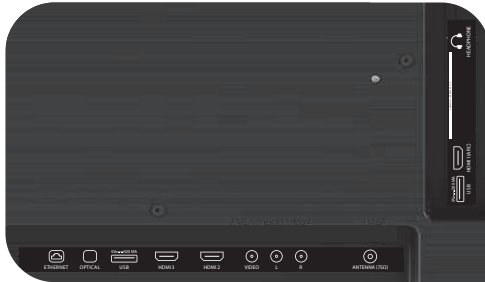 HEADPHONE
HDMI 1(ARC)
USB
ETHERNET
OPTICAL
USB
HDMI 3
HDMI 2
VIDEO
L
R
ANTENNA (75Ω)